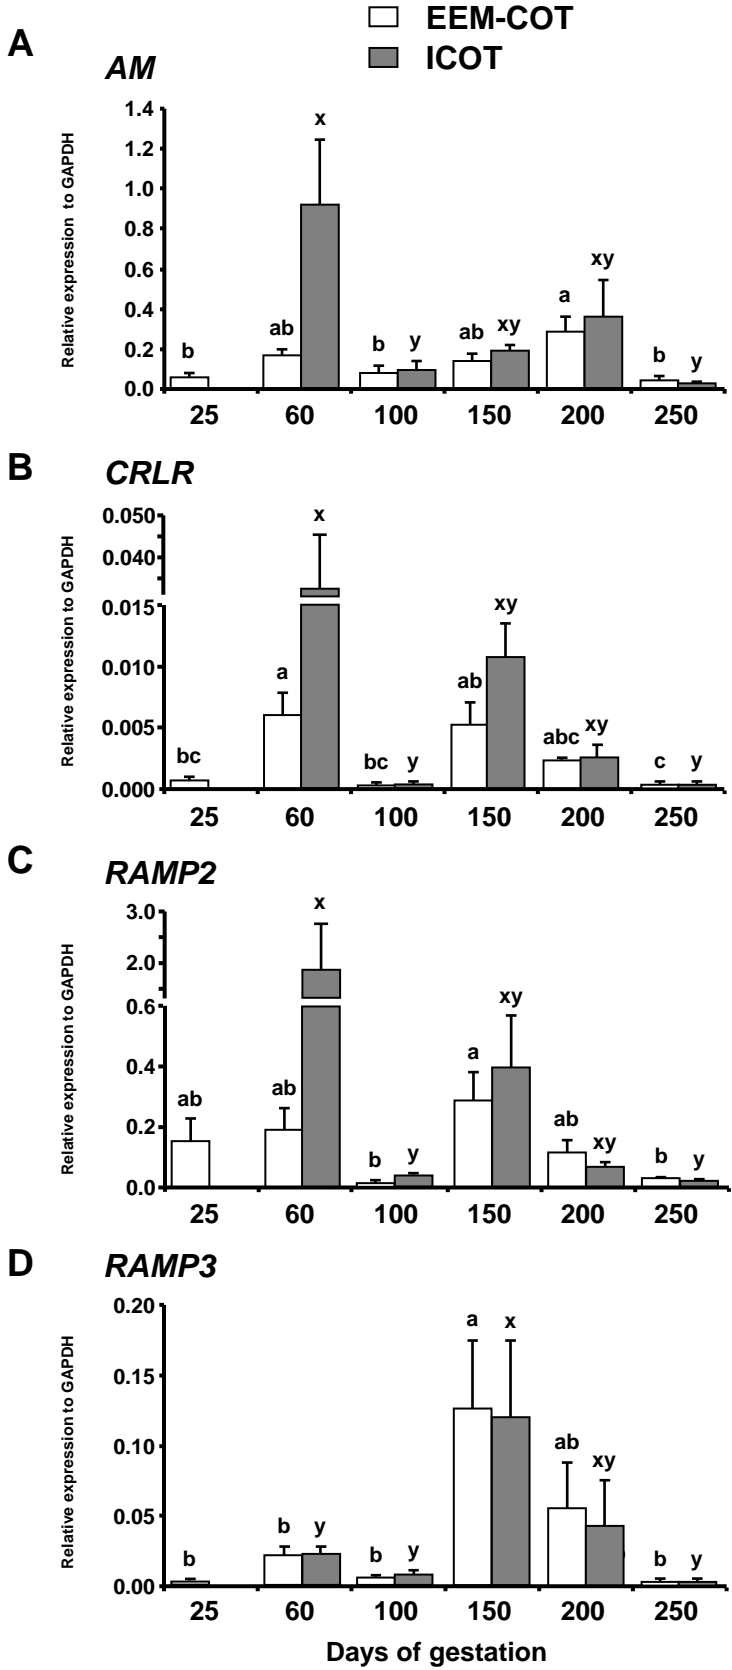 EEM-COT
ICOT
A
AM
Relative expression to GAPDH
1.4
1.2
1.0
0.8
0.6
0.4
0.2
0.0
b
ab
x
b
y
ab
xy
a
xy
b
y
25 60 100 150 200 250
B
CRLR
Relative expression to GAPDH
0.050
0.040
0.015
0.010
0.005
0.000
bc
a
x
bc
y
ab
xy
abc
xy
c
y
25 60 100 150 200 250
C
RAMP2
Relative expression to GAPDH
3.0
2.0
0.6
0.4
0.2
0.0
ab
ab
x
b
y
a
xy
ab
xy
b
y
25 60 100 150 200 250
D
RAMP3
Relative expression to GAPDH
0.20
0.15
0.10
0.05
0.00
b
b
y
b
y
a
x
ab
xy
b
y
25 60 100 150 200 250
Days of gestation